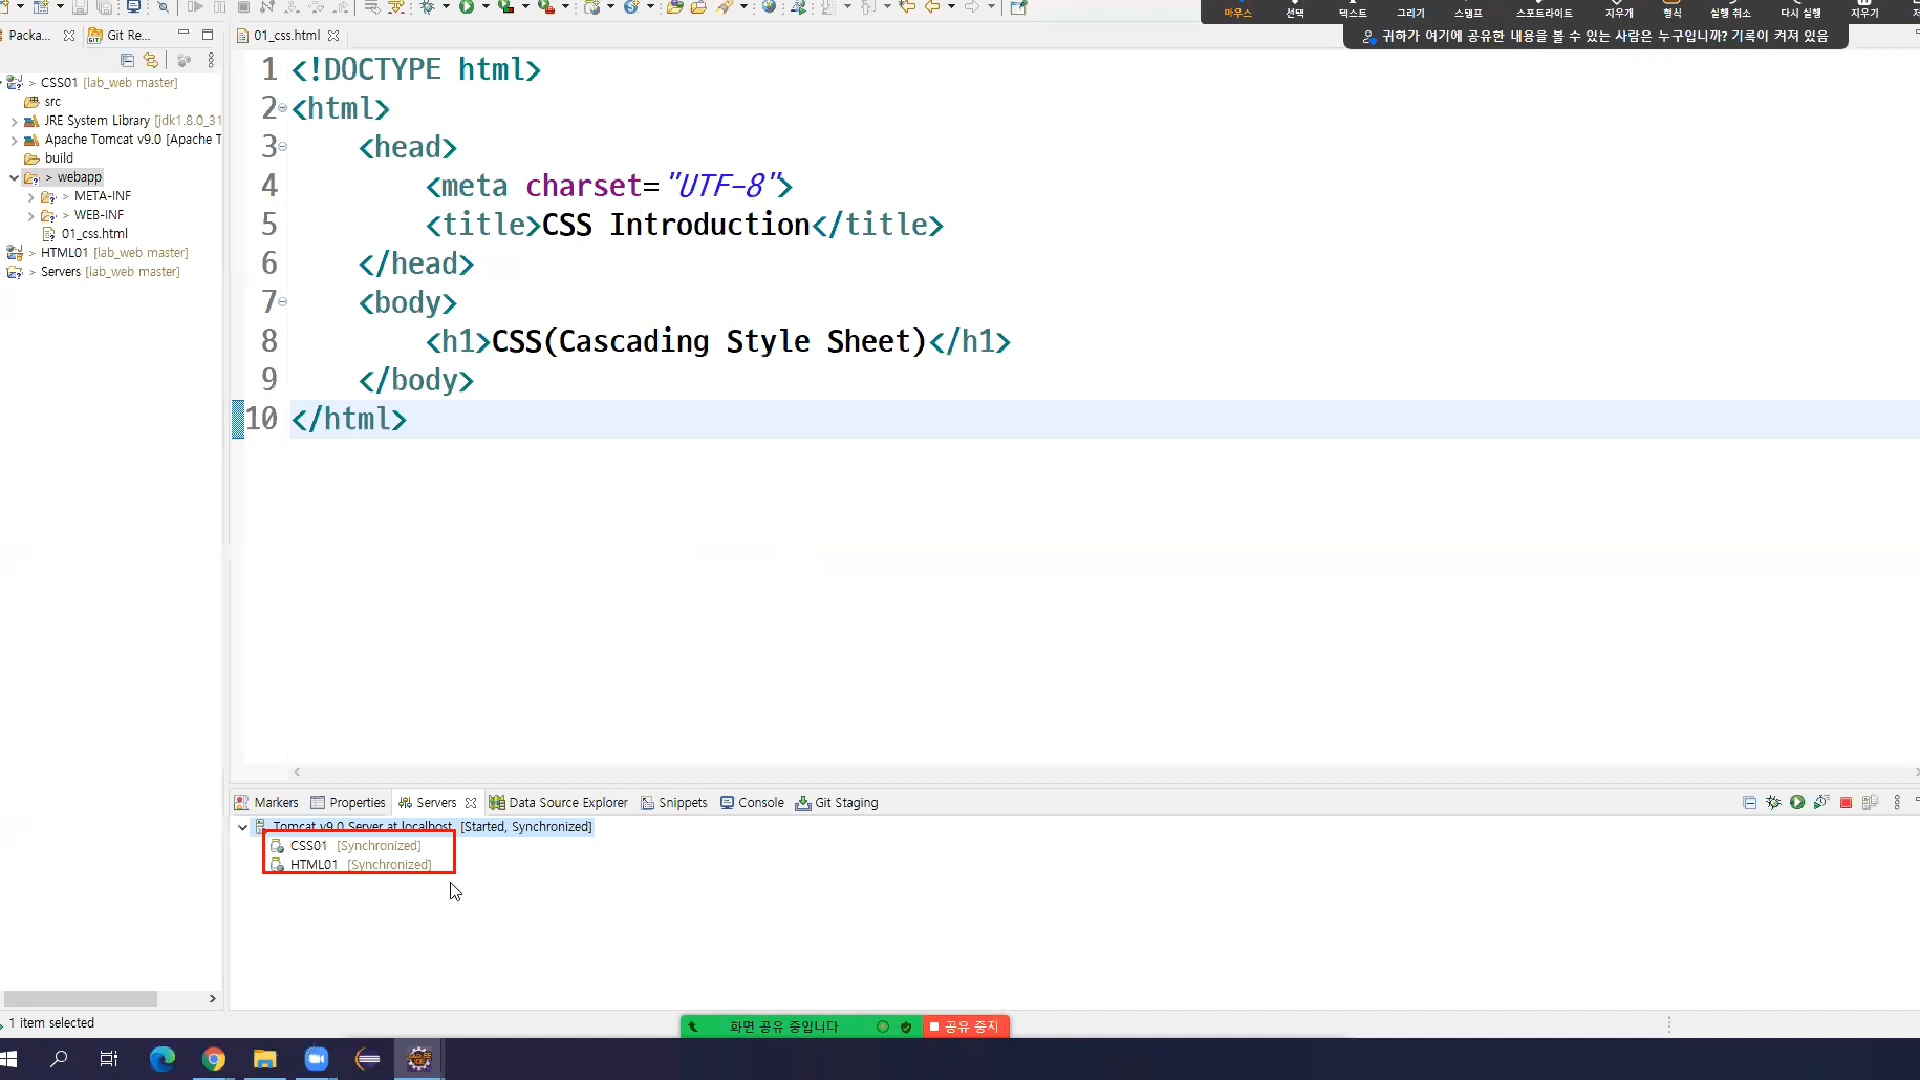 마우스 선택 텍스트 그리기 스탬프 스포트라이트 지우개 형식 실행 취소 다시 실행 지우기
귀하가 여기에 공유한 내용을 볼 수 있는 사람은 누구입니까? 기록이 켜져 있음
Packa... Git Re...
01_css.html
> CSS01 [lab_web master]
src
JRE System Library [jdk1.8.0_31
Apache Tomcat v9.0 [Apache T
build
> webapp
> META-INF
> WEB-INF
01_css.html
> HTML01 [lab_web master]
> Servers [lab_web master]
1 <!DOCTYPE html>
2 <html>
3 <head>
4 <meta charset="UTF-8">
5 <title>CSS Introduction</title>
6 </head>
7 <body>
8 <h1>CSS(Cascading Style Sheet)</h1>
9 </body>
10 </html>
Markers Properties Servers Data Source Explorer Snippets Console Git Staging
Tomcat v9.0 Server at localhost [Started, Synchronized]
CSS01 [Synchronized]
HTML01 [Synchronized]
1 item selected
화면 공유 중입니다 공유 중지